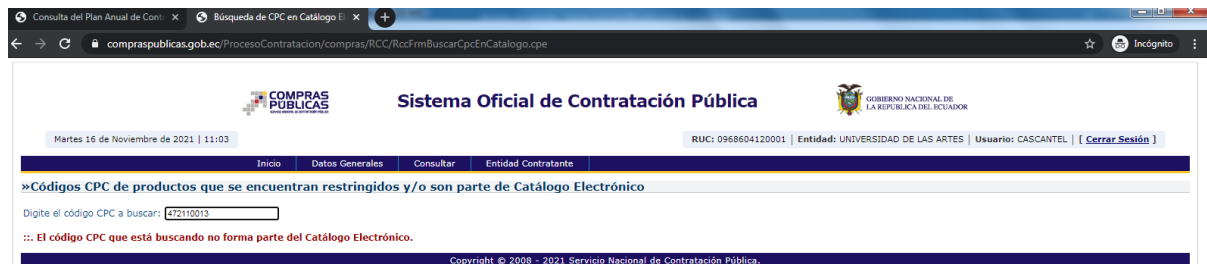 Consulta del Plan Anual de Contr
Búsqueda de CPC en Catálogo El
compraspublicas.gob.ec/ProcesoContratacion/compras/RCC/RccFrmBuscarCpcEnCatalogo.cpe
Incógnito
COMPRAS PÚBLICAS
Sistema Oficial de Contratación Pública
GOBIERNO NACIONAL DE
LA REPUBLICA DEL ECUADOR
Martes 16 de Noviembre de 2021 | 11:03
RUC: 0968604120001 | Entidad: UNIVERSIDAD DE LAS ARTES | Usuario: CASCANTEL | [ Cerrar Sesión ]
Inicio Datos Generales Consultar Entidad Contratante
»Códigos CPC de productos que se encuentran restringidos y/o son parte de Catálogo Electrónico
Digite el código CPC a buscar: 472110013
::. El código CPC que está buscando no forma parte del Catálogo Electrónico.
Copyright © 2008 - 2021 Servicio Nacional de Contratación Pública.